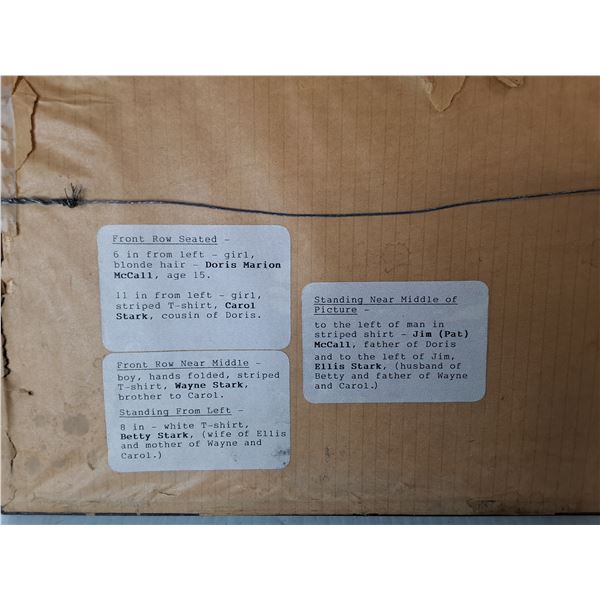 Front Row Seated -
6 in from left - girl,
blonde hair - Doris Marion
McCall, age 15.
11 in from left - girl,
striped T-shirt, Carol
Stark, cousin of Doris.
Front Row Near Middle -
boy, hands folded, striped
T-shirt, Wayne Stark,
brother to Carol.
Standing From Left -
8 in - white T-shirt,
Betty Stark, (wife of Ellis
and mother of Wayne and
Carol.)
Standing Near Middle of
Picture -
to the left of man in
striped shirt - Jim (Pat)
McCall, father of Doris
and to the left of Jim,
Ellis Stark, (husband of
Betty and father of Wayne
and Carol.)